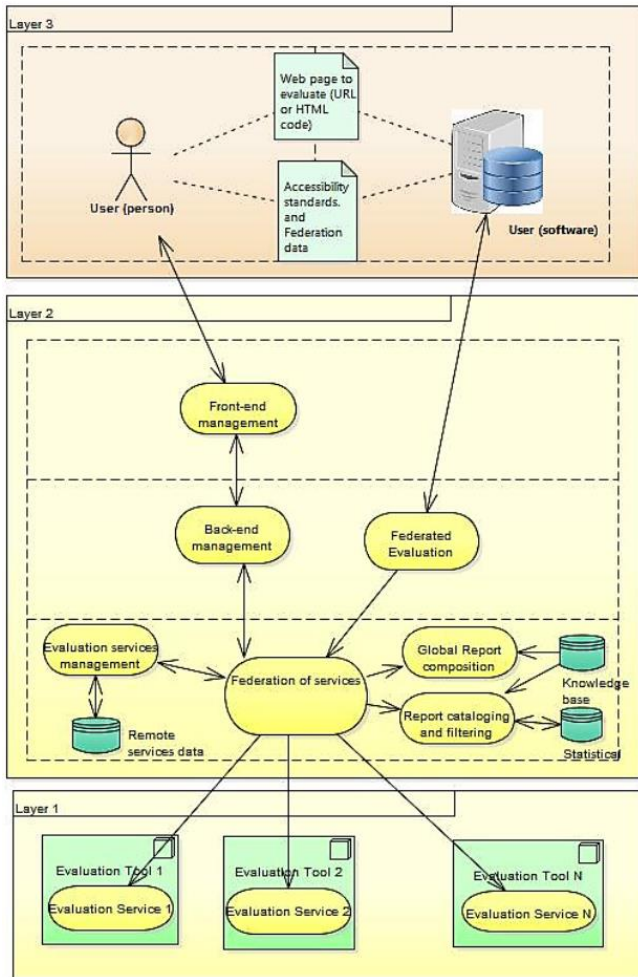 Layer 3
Web page to
evaluate (URL
or HTML
code)
User (person)
Accessibility
standards.
and
Federation
data
User (software)
Layer 2
Front-end
management
Back-end
management
Federated
Evaluation
Evaluation services
management
Federation of services
Global Report
composition
Knowledge
base
Remote
services data
Report cataloging
and filtering
Statistical
Layer 1
Evaluation Tool 1
Evaluation Service 1
Evaluation Tool 2
Evaluation Service 2
Evaluation Tool N
Evaluation Service N